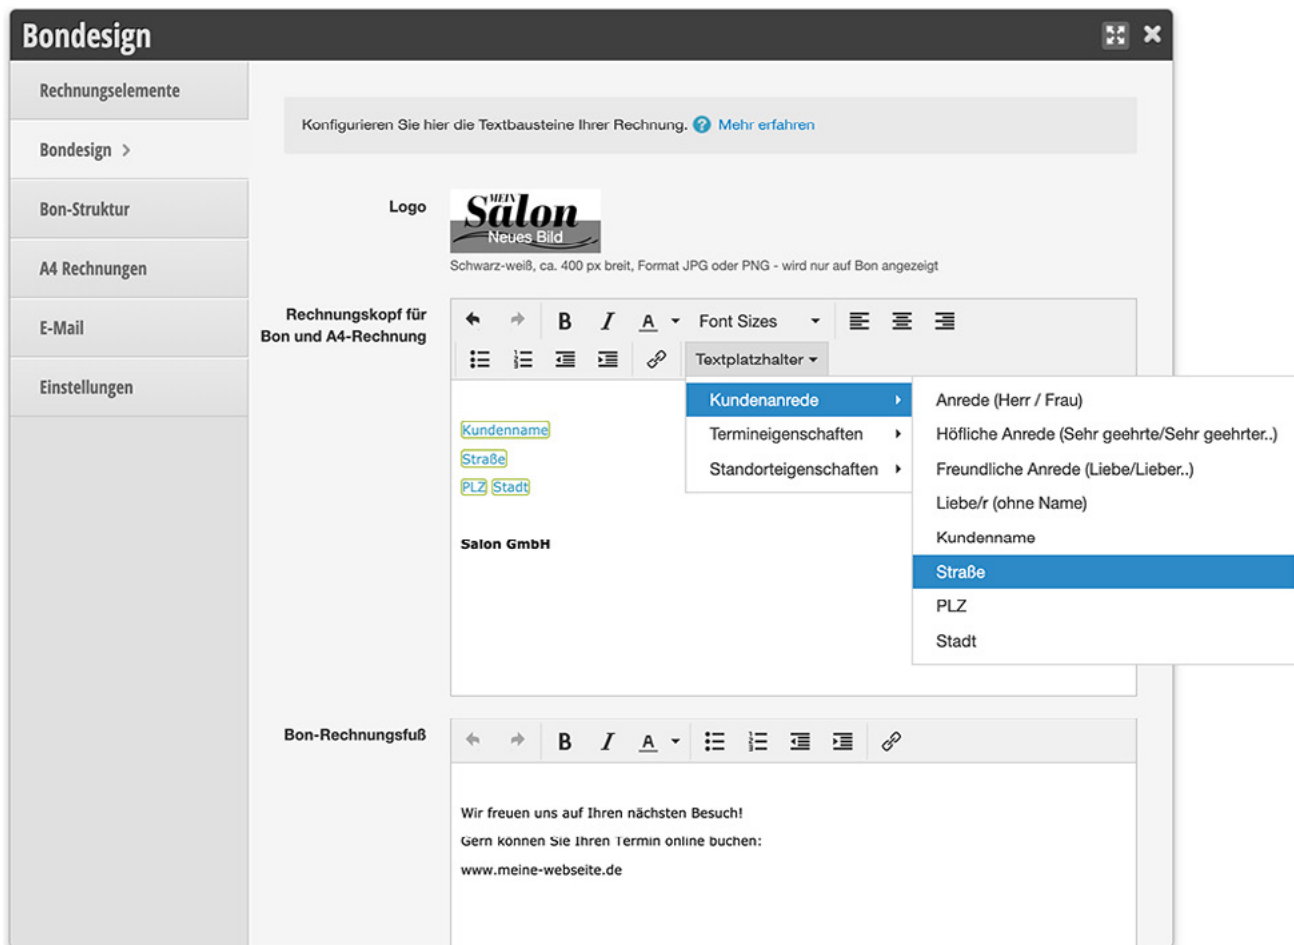 Bondesign
Rechnungselemente
Bondesign >
Bon-Struktur
A4 Rechnungen
E-Mail
Einstellungen
Konfigurieren Sie hier die Textbausteine Ihrer Rechnung. ? Mehr erfahren
Logo
MEIN
Salon
Neues Bild
Schwarz-weiß, ca. 400 px breit, Format JPG oder PNG - wird nur auf Bon angezeigt
Rechnungskopf für
Bon und A4-Rechnung
B I A Font Sizes
Textplatzhalter
Kundenanrede
Termineigenschaften
Standorteigenschaften
Anrede (Herr / Frau)
Höfliche Anrede (Sehr geehrte/Sehr geehrter..)
Freundliche Anrede (Liebe/Lieber..)
Liebe/r (ohne Name)
Kundenname
Straße
PLZ
Stadt
Kundenname
Straße
PLZ Stadt
Salon GmbH
Bon-Rechnungsfuß
B I A
Wir freuen uns auf Ihren nächsten Besuch!
Gern können Sie Ihren Termin online buchen:
www.meine-webseite.de